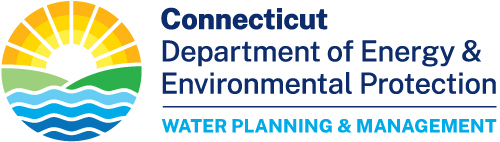 Connecticut
Department of Energy &
Environmental Protection
WATER PLANNING & MANAGEMENT